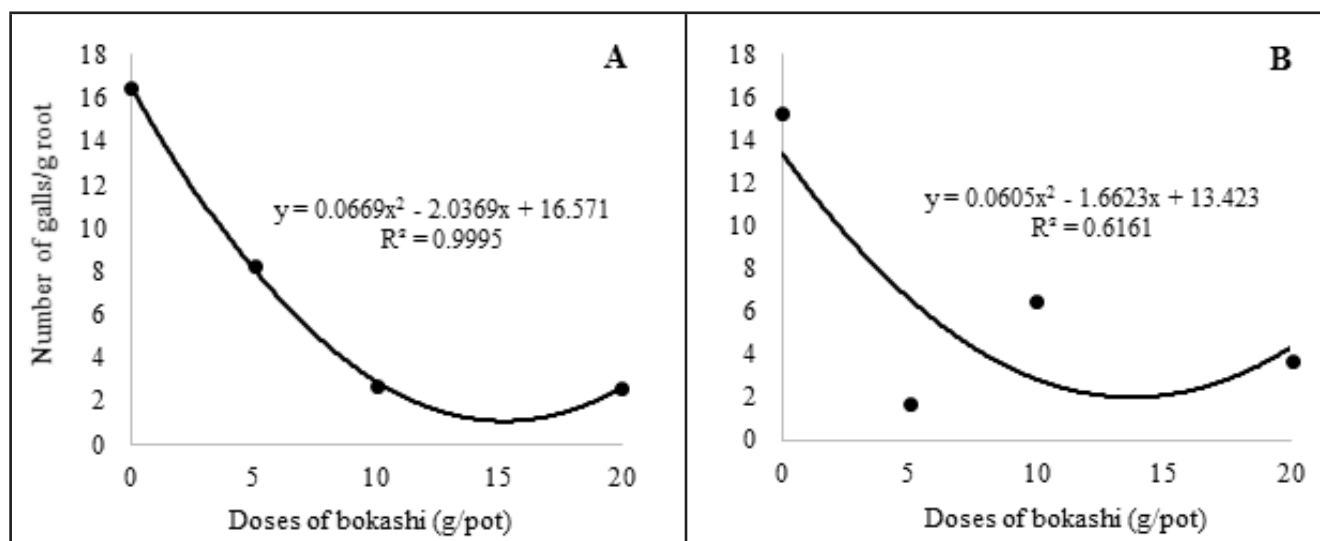 A
Number of galls/g root
18
16
14
12
10
8
6
4
2
0
y = 0.0669x² - 2.0369x + 16.571
R² = 0.9995
0 5 10 15 20
Doses of bokashi (g/pot)
B
18
16
14
12
10
8
6
4
2
0
y = 0.0605x² - 1.6623x + 13.423
R² = 0.6161
0 5 10 15 20
Doses of bokashi (g/pot)